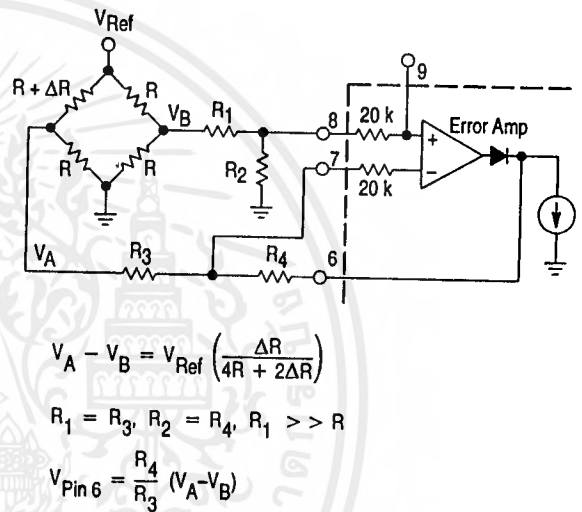 V_Ref
R + ΔR
R
V_B
R_1
8
20 k
9
Error Amp
+
R
R
R_2
7
20 k
−
V_A
R_3
R_4
6
V_A − V_B = V_Ref (ΔR / (4R + 2ΔR))
R_1 = R_3, R_2 = R_4, R_1 > > R
V_Pin 6 = R_4 / R_3 (V_A–V_B)